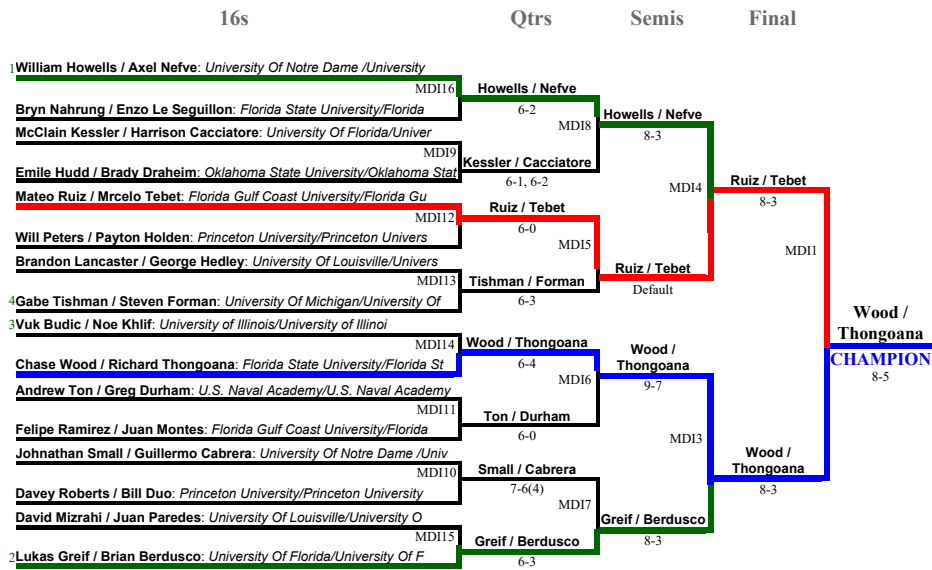 16s Qtrs Semis Final
1 William Howells / Axel Nefve: University Of Notre Dame /University
MDI16
Howells / Nefve
6-2
Bryn Nahrung / Enzo Le Seguillon: Florida State University/Florida
MDI8
Howells / Nefve
8-3
McClain Kessler / Harrison Cacciatore: University Of Florida/Univer
MDI9
Kessler / Cacciatore
6-1, 6-2
Emile Hudd / Brady Draheim: Oklahoma State University/Oklahoma Stat
MDI4
Ruiz / Tebet
8-3
Mateo Ruiz / Mrcelo Tebet: Florida Gulf Coast University/Florida Gu
MDI12
Ruiz / Tebet
6-0
Will Peters / Payton Holden: Princeton University/Princeton Univers
MDI5
Ruiz / Tebet
Default
Brandon Lancaster / George Hedley: University Of Louisville/Univers
MDI13
Tishman / Forman
6-3
4 Gabe Tishman / Steven Forman: University Of Michigan/University Of
MDI1
Wood /
Thongoana
CHAMPION
8-5
3 Vuk Budic / Noe Khlif: University of Illinois/University of Illinoi
MDI14
Wood / Thongoana
6-4
Chase Wood / Richard Thongoana: Florida State University/Florida St
MDI6
Wood /
Thongoana
9-7
Andrew Ton / Greg Durham: U.S. Naval Academy/U.S. Naval Academy
MDI11
Ton / Durham
6-0
Felipe Ramirez / Juan Montes: Florida Gulf Coast University/Florida
MDI3
Wood /
Thongoana
8-3
Johnathan Small / Guillermo Cabrera: University Of Notre Dame /Univ
MDI10
Small / Cabrera
7-6(4)
Davey Roberts / Bill Duo: Princeton University/Princeton University
MDI7
Greif / Berdusco
8-3
David Mizrahi / Juan Paredes: University Of Louisville/University O
MDI15
Greif / Berdusco
6-3
2 Lukas Greif / Brian Berdusco: University Of Florida/University Of F